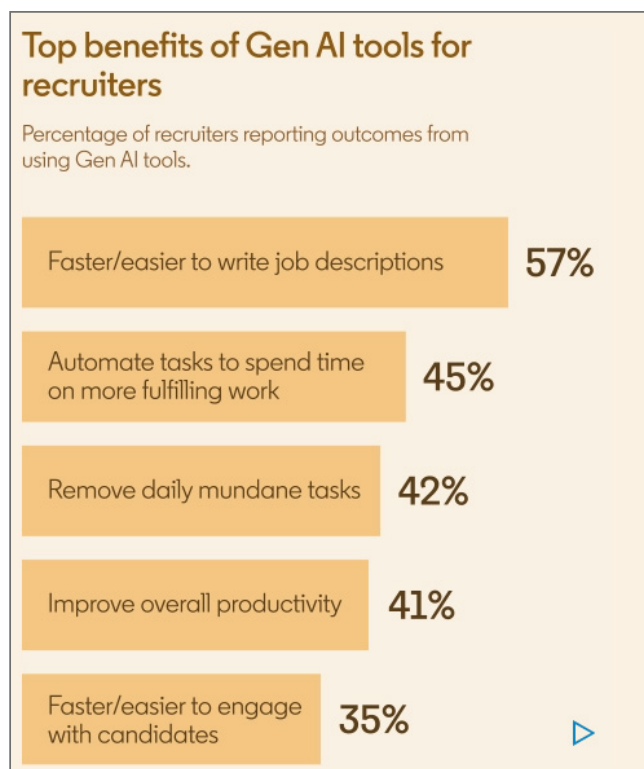 Top benefits of Gen AI tools for
recruiters
Percentage of recruiters reporting outcomes from
using Gen AI tools.
Faster/easier to write job descriptions
57%
Automate tasks to spend time
on more fulfilling work
45%
Remove daily mundane tasks
42%
Improve overall productivity
41%
Faster/easier to engage
with candidates
35%